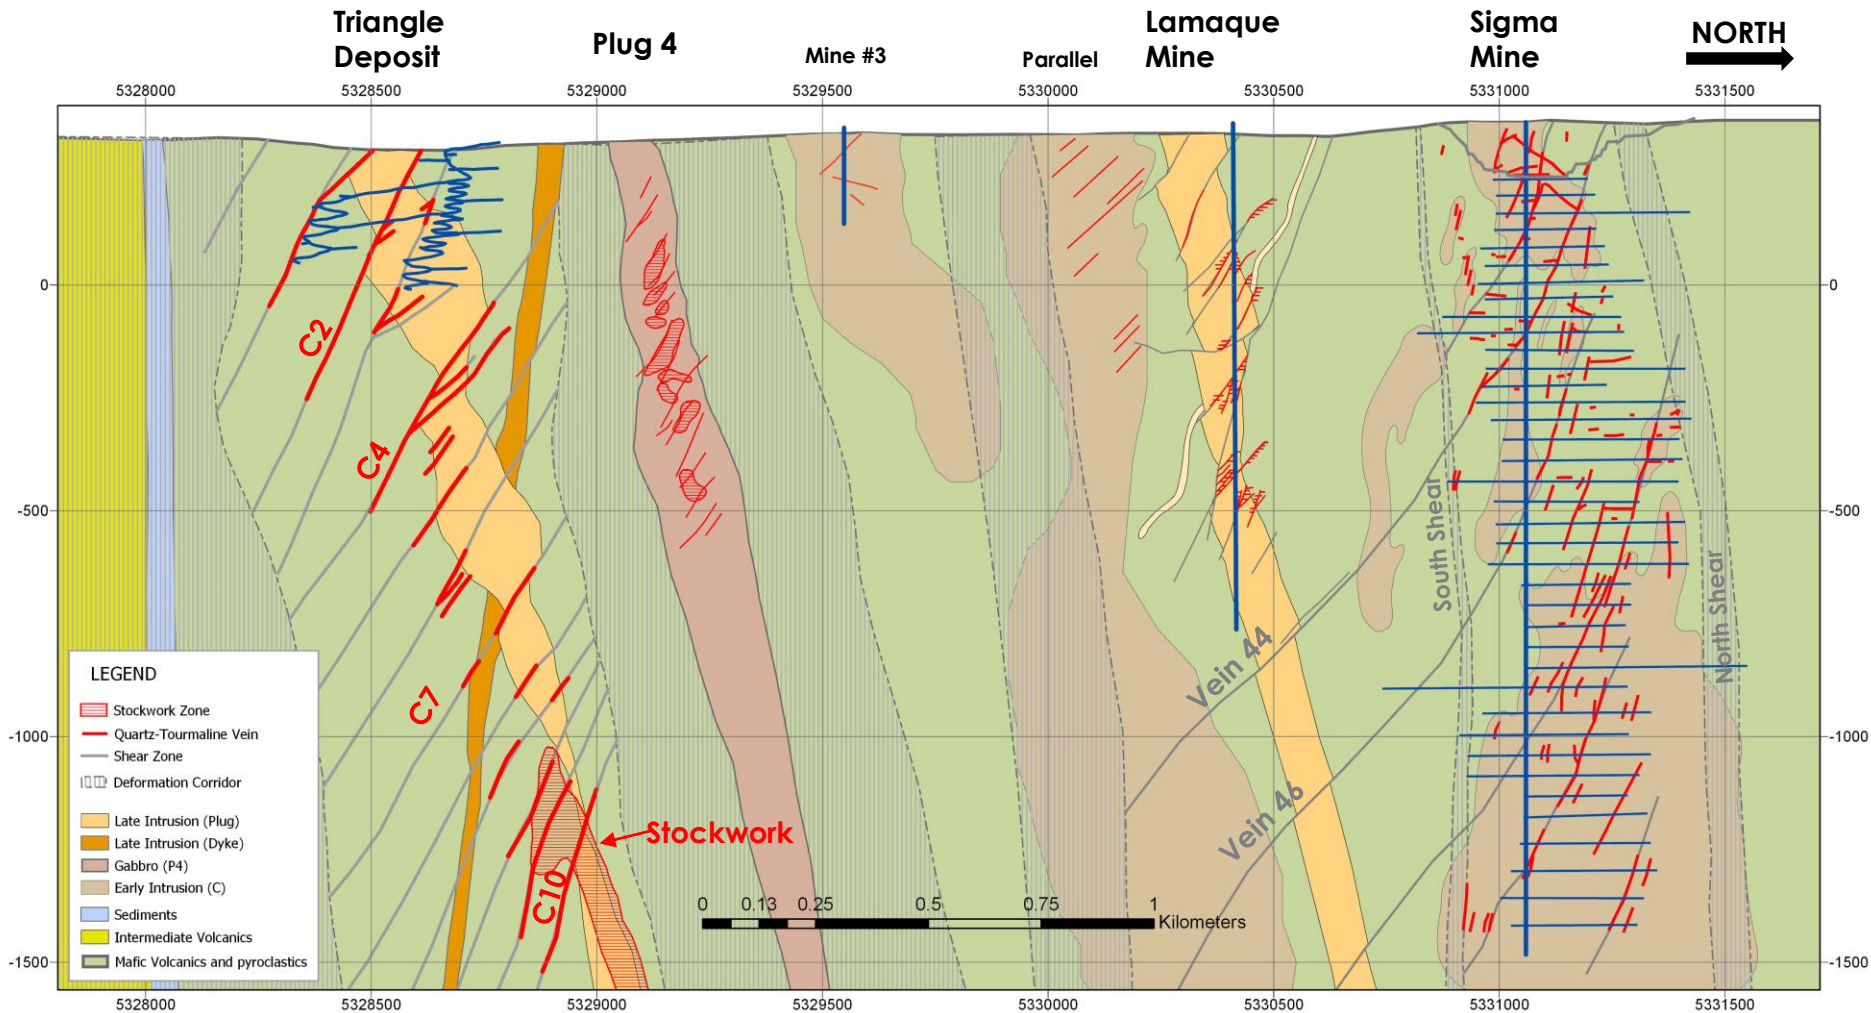 Triangle
Deposit
Plug 4
Mine #3
Parallel
Lamaque
Mine
Sigma
Mine
NORTH
5328000
5328500
5329000
5329500
5330000
5330500
5331000
5331500
0
-500
-1000
-1500
0
-500
-1000
-1500
C2
C4
C7
C10
Stockwork
Vein 44
Vein 46
South Shear
North Shear
LEGEND
Stockwork Zone
Quartz-Tourmaline Vein
Shear Zone
Deformation Corridor
Late Intrusion (Plug)
Late Intrusion (Dyke)
Gabbro (P4)
Early Intrusion (C)
Sediments
Intermediate Volcanics
Mafic Volcanics and pyroclastics
0 0.13 0.25 0.5 0.75 1
Kilometers
5328000
5328500
5329000
5329500
5330000
5330500
5331000
5331500